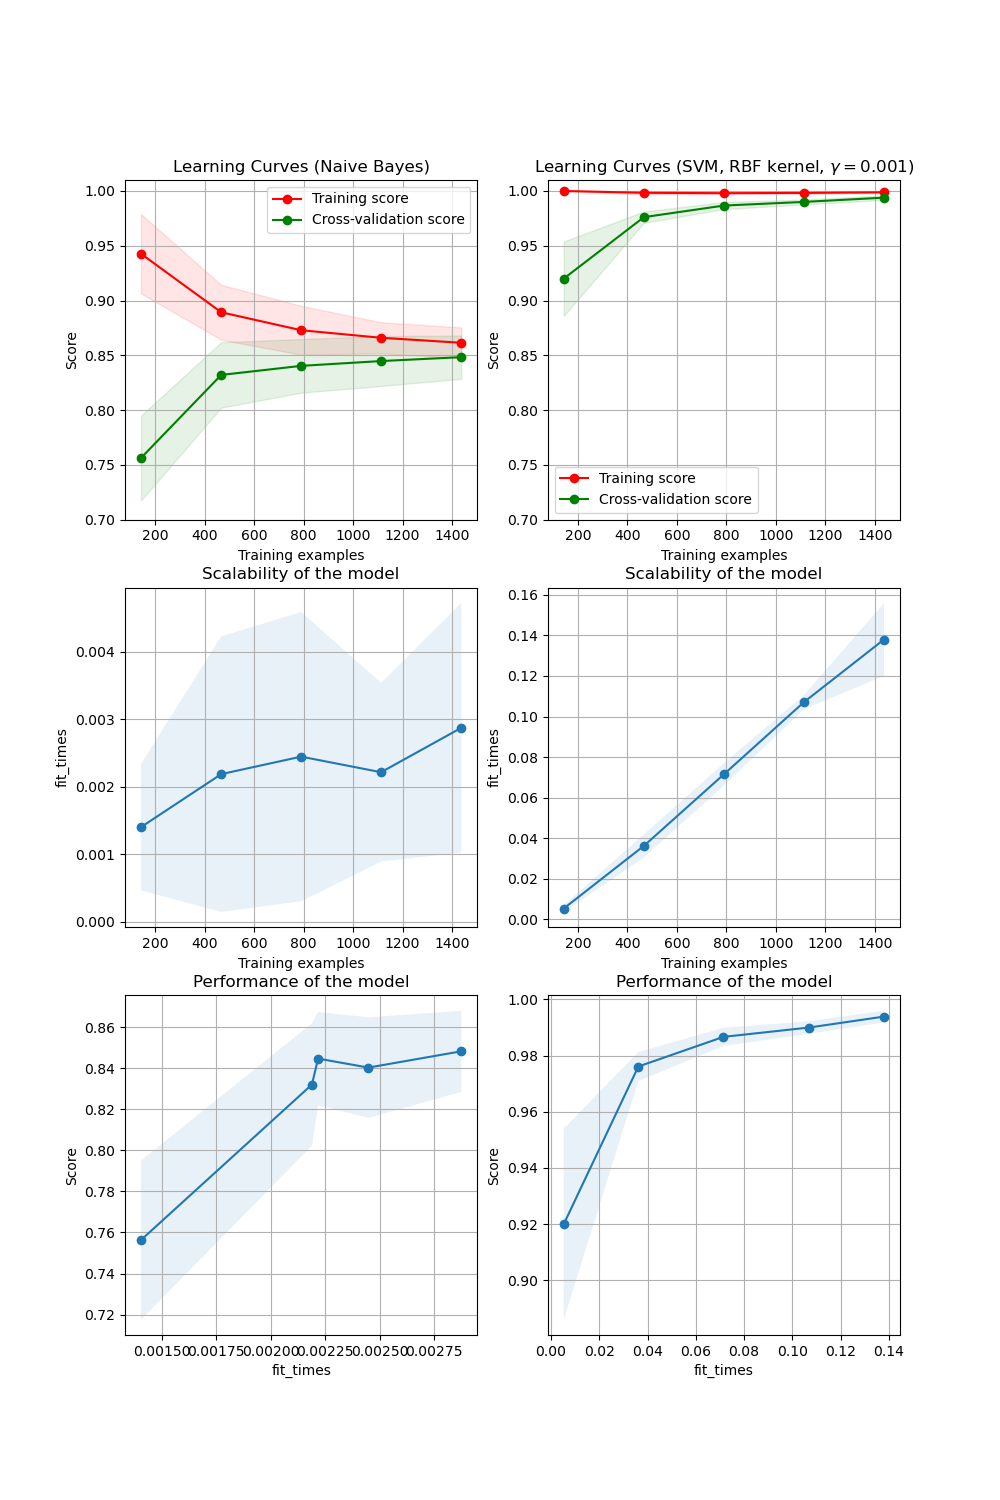 Learning Curves (Naive Bayes)
1.00
0.95
0.90
0.85
0.80
0.75
0.70
Score
Training score
Cross-validation score
200 400 600 800 1000 1200 1400
Training examples
Learning Curves (SVM, RBF kernel, γ = 0.001)
1.00
0.95
0.90
0.85
0.80
0.75
0.70
Score
Training score
Cross-validation score
200 400 600 800 1000 1200 1400
Training examples
Scalability of the model
0.004
0.003
0.002
0.001
0.000
fit_times
200 400 600 800 1000 1200 1400
Training examples
Scalability of the model
0.16
0.14
0.12
0.10
0.08
0.06
0.04
0.02
0.00
fit_times
200 400 600 800 1000 1200 1400
Training examples
Performance of the model
0.86
0.84
0.82
0.80
0.78
0.76
0.74
0.72
Score
0.00150 0.00175 0.00200 0.00225 0.00250 0.00275
fit_times
Performance of the model
1.00
0.98
0.96
0.94
0.92
0.90
Score
0.00 0.02 0.04 0.06 0.08 0.10 0.12 0.14
fit_times